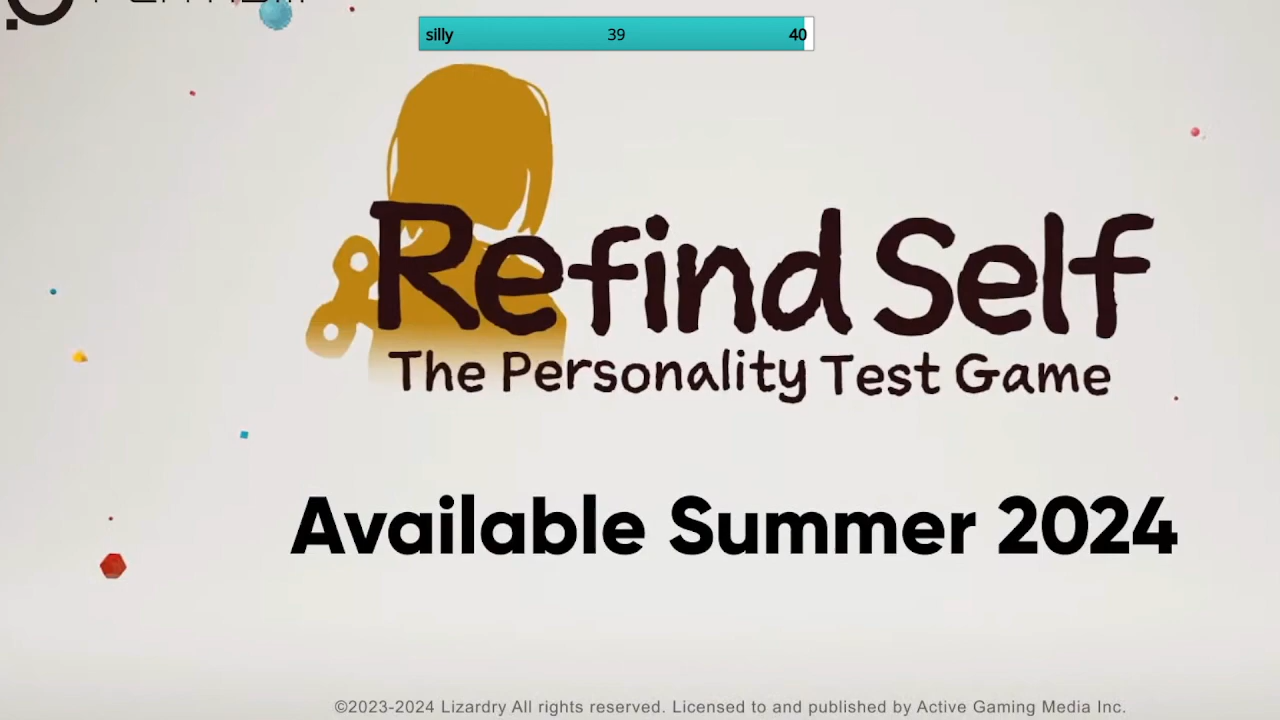 silly 39 40
Refind Self
The Personality Test Game
Available Summer 2024
©2023-2024 Lizardry All rights reserved. Licensed to and published by Active Gaming Media Inc.